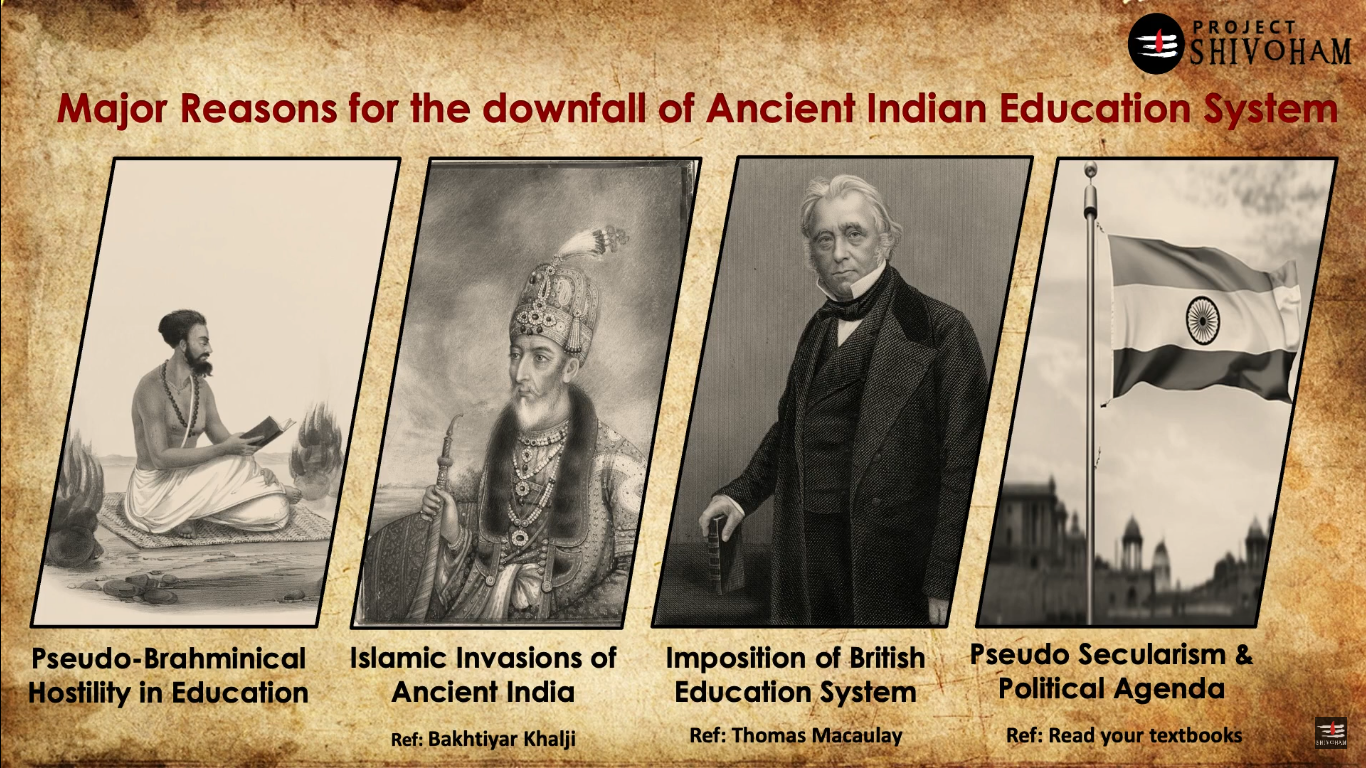 PROJECT
SHIVOHAM
Major Reasons for the downfall of Ancient Indian Education System
Pseudo-Brahminical
Hostility in Education
Islamic Invasions of
Ancient India
Ref: Bakhtiyar Khalji
Imposition of British
Education System
Ref: Thomas Macaulay
Pseudo Secularism &
Political Agenda
Ref: Read your textbooks
SHIVOHAM